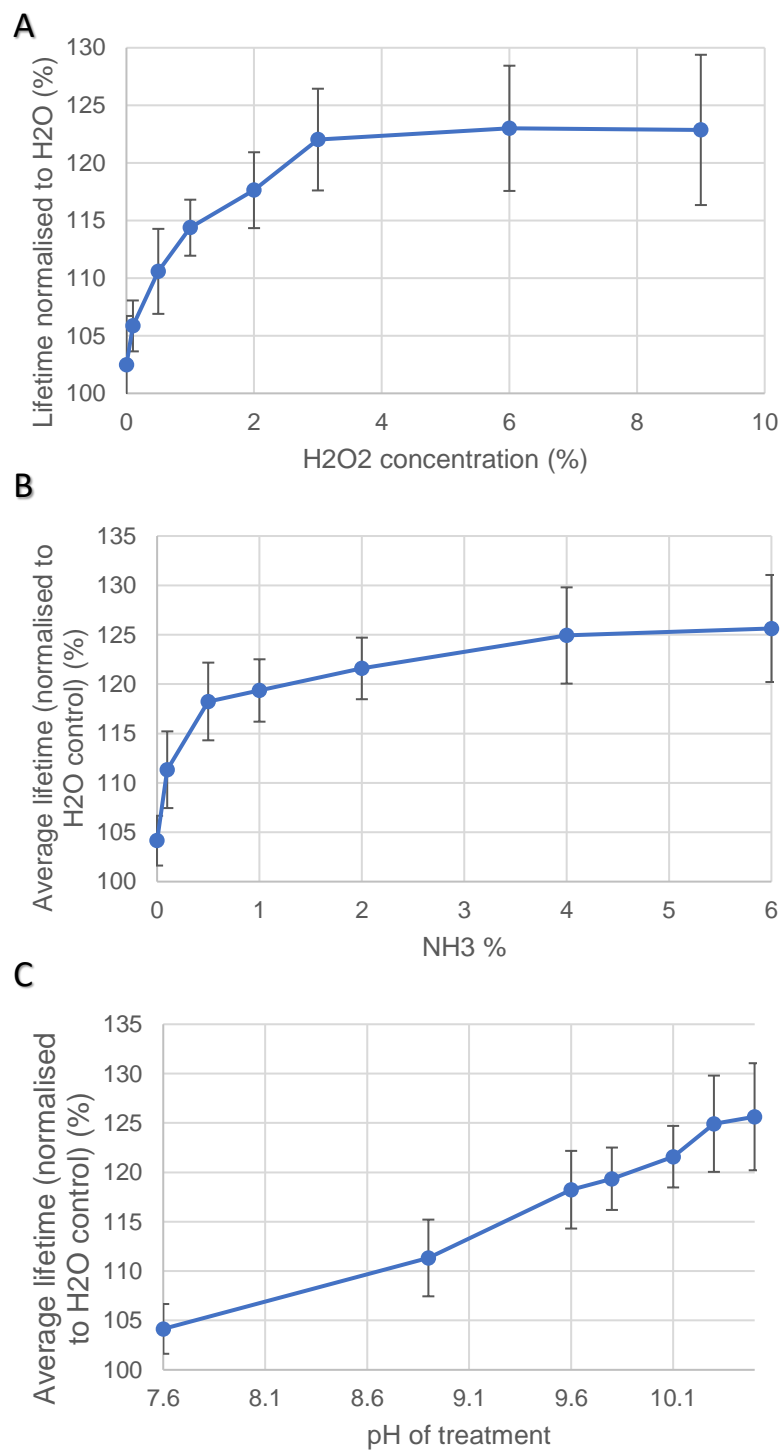 A
Lifetime normalised to H2O (%)
130
125
120
115
110
105
100
0 2 4 6 8 10
H2O2 concentration (%)
B
Average lifetime (normalised to
H2O control) (%)
135
130
125
120
115
110
105
100
0 1 2 3 4 5 6
NH3 %
C
Average lifetime (normalised
to H2O control) (%)
135
130
125
120
115
110
105
100
7.6 8.1 8.6 9.1 9.6 10.1
pH of treatment